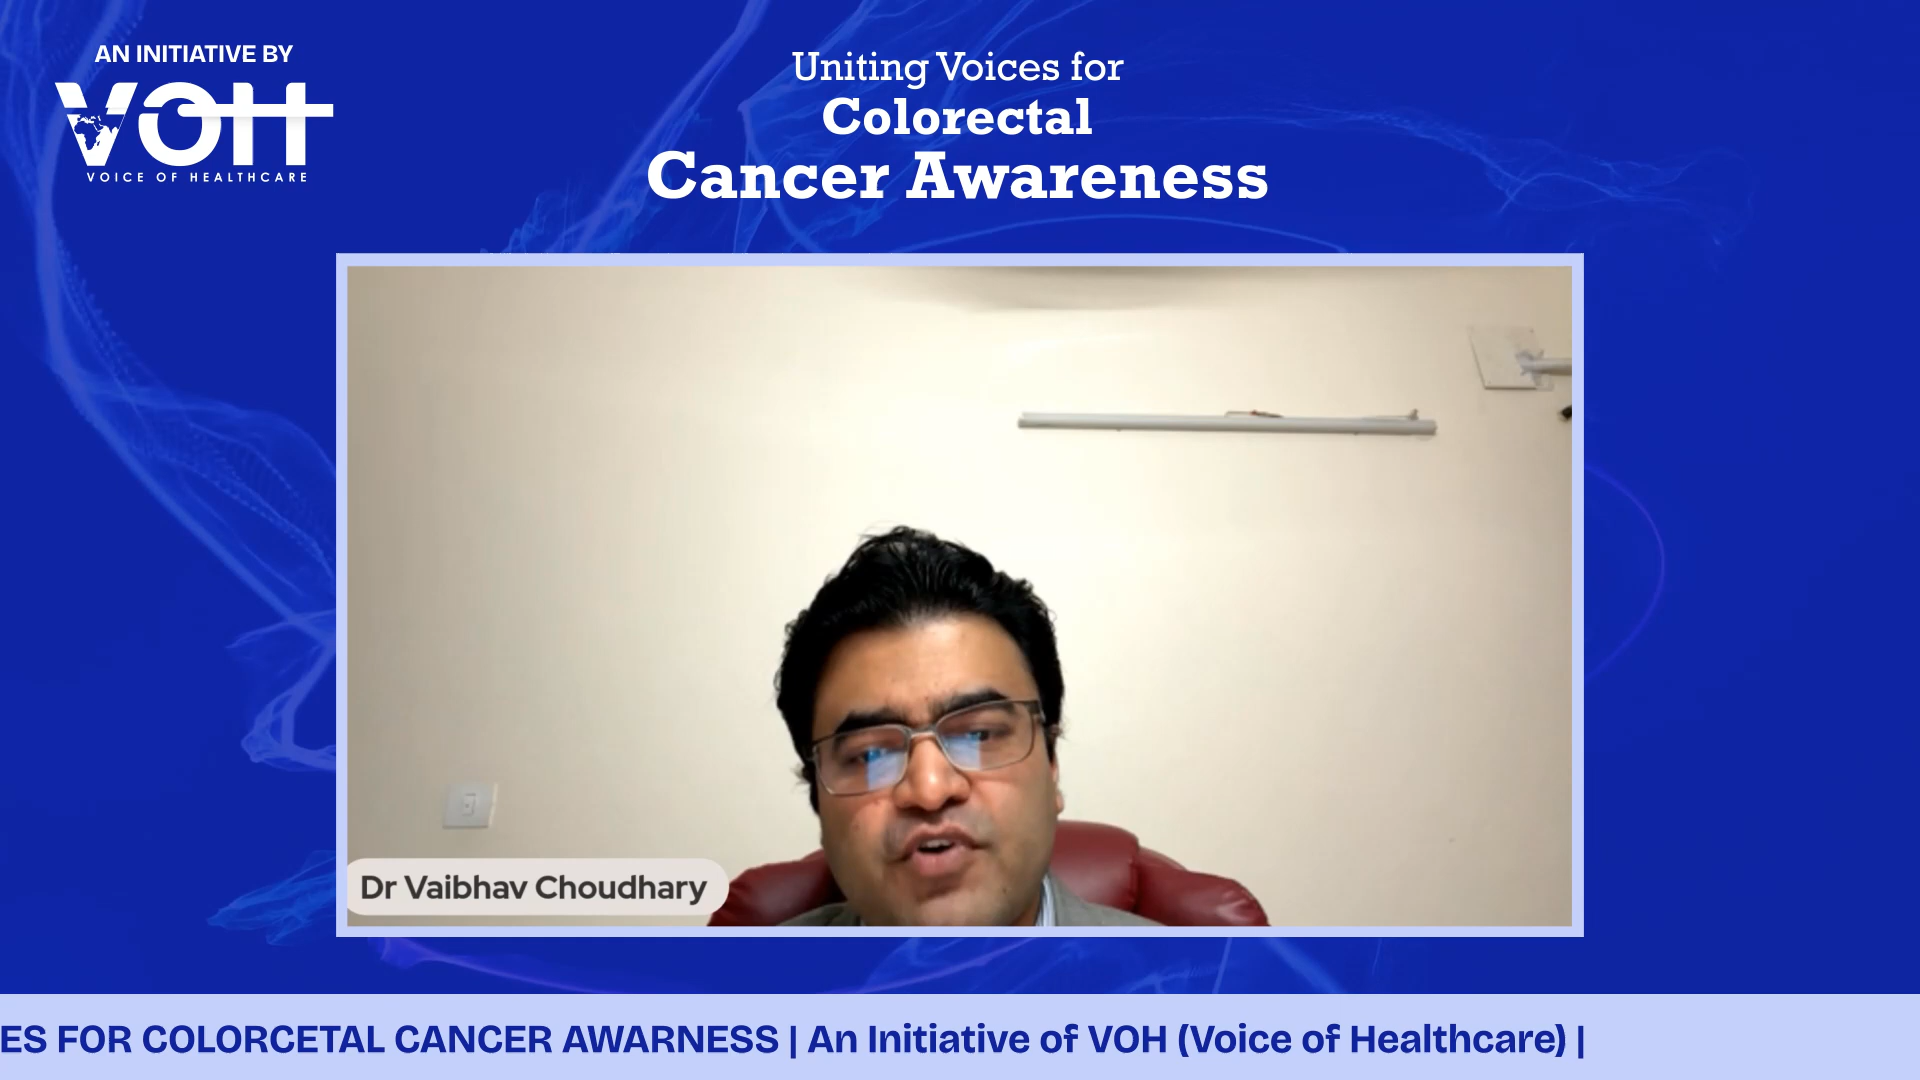 AN INITIATIVE BY
VOH
VOICE OF HEALTHCARE
Uniting Voices for
Colorectal
Cancer Awareness
Dr Vaibhav Choudhary
ES FOR COLORCETAL CANCER AWARNESS | An Initiative of VOH (Voice of Healthcare) |